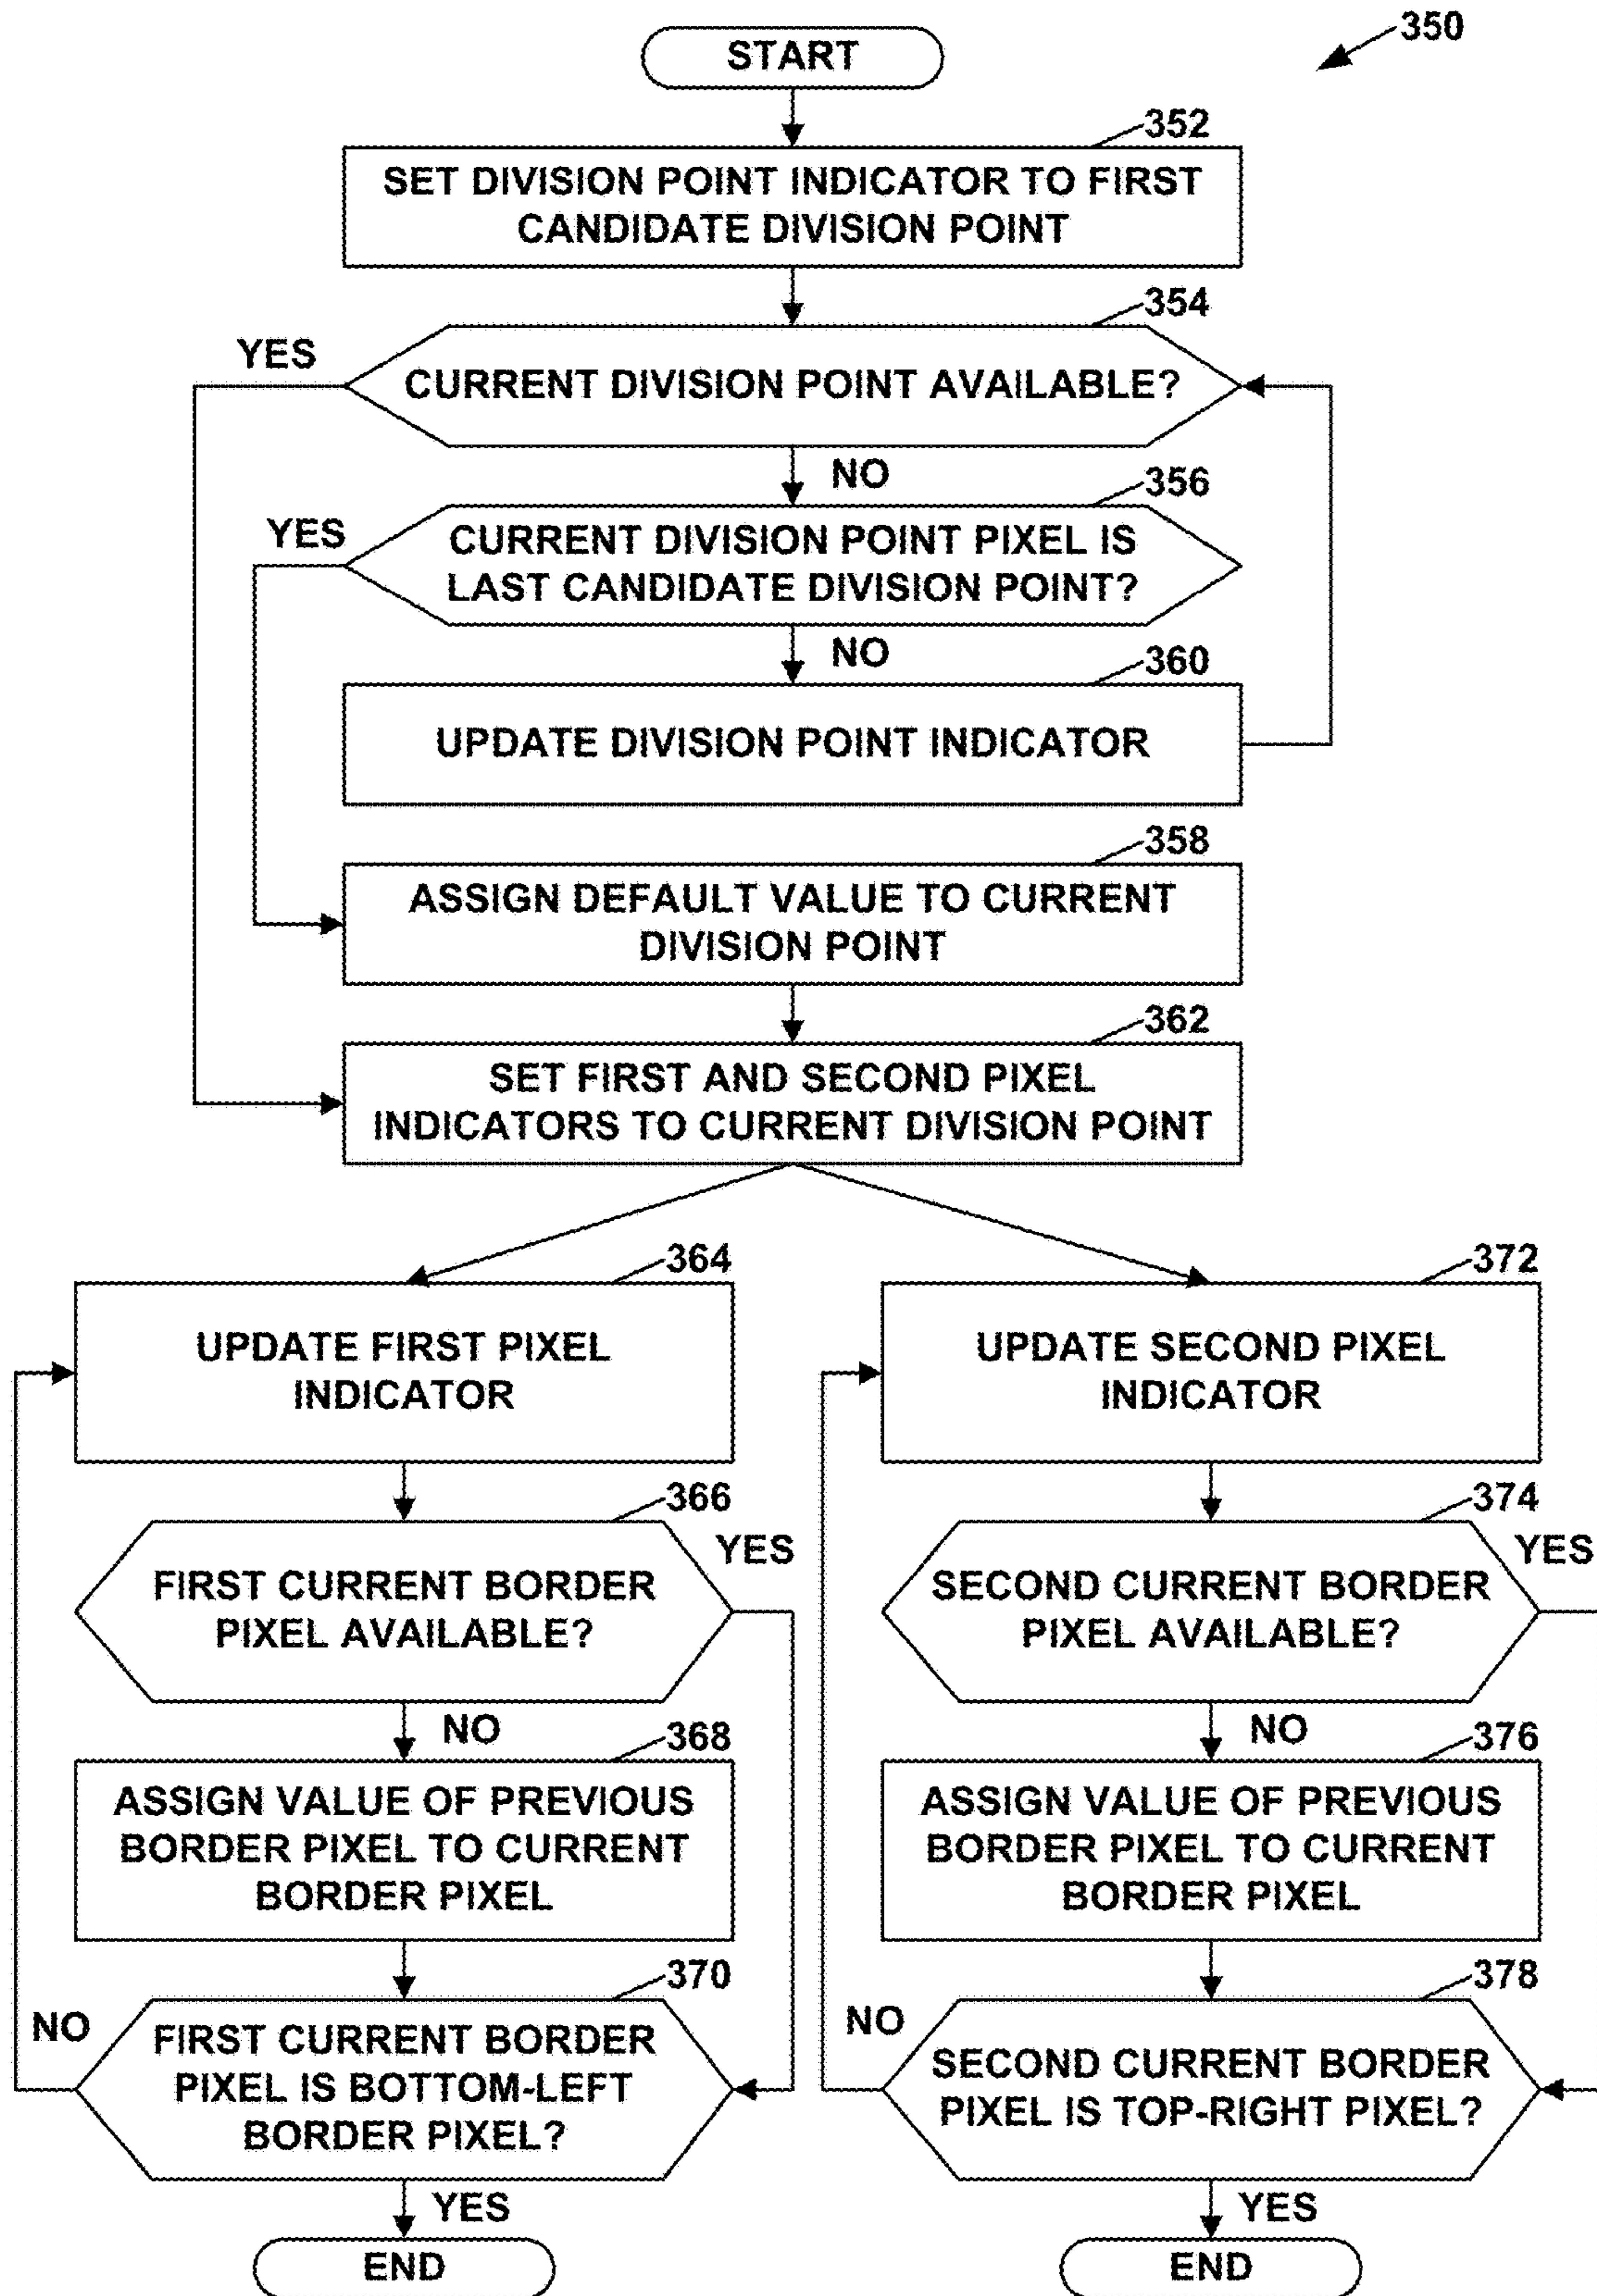 350
START
352
SET DIVISION POINT INDICATOR TO FIRST
CANDIDATE DIVISION POINT
354
YES
CURRENT DIVISION POINT AVAILABLE?
NO
356
YES
CURRENT DIVISION POINT PIXEL IS
LAST CANDIDATE DIVISION POINT?
NO
360
UPDATE DIVISION POINT INDICATOR
358
ASSIGN DEFAULT VALUE TO CURRENT
DIVISION POINT
362
SET FIRST AND SECOND PIXEL
INDICATORS TO CURRENT DIVISION POINT
364
UPDATE FIRST PIXEL
INDICATOR
366
YES
FIRST CURRENT BORDER
PIXEL AVAILABLE?
NO
368
ASSIGN VALUE OF PREVIOUS
BORDER PIXEL TO CURRENT
BORDER PIXEL
370
NO
FIRST CURRENT BORDER
PIXEL IS BOTTOM-LEFT
BORDER PIXEL?
YES
END
372
UPDATE SECOND PIXEL
INDICATOR
374
YES
SECOND CURRENT BORDER
PIXEL AVAILABLE?
NO
376
ASSIGN VALUE OF PREVIOUS
BORDER PIXEL TO CURRENT
BORDER PIXEL
378
NO
SECOND CURRENT BORDER
PIXEL IS TOP-RIGHT PIXEL?
YES
END